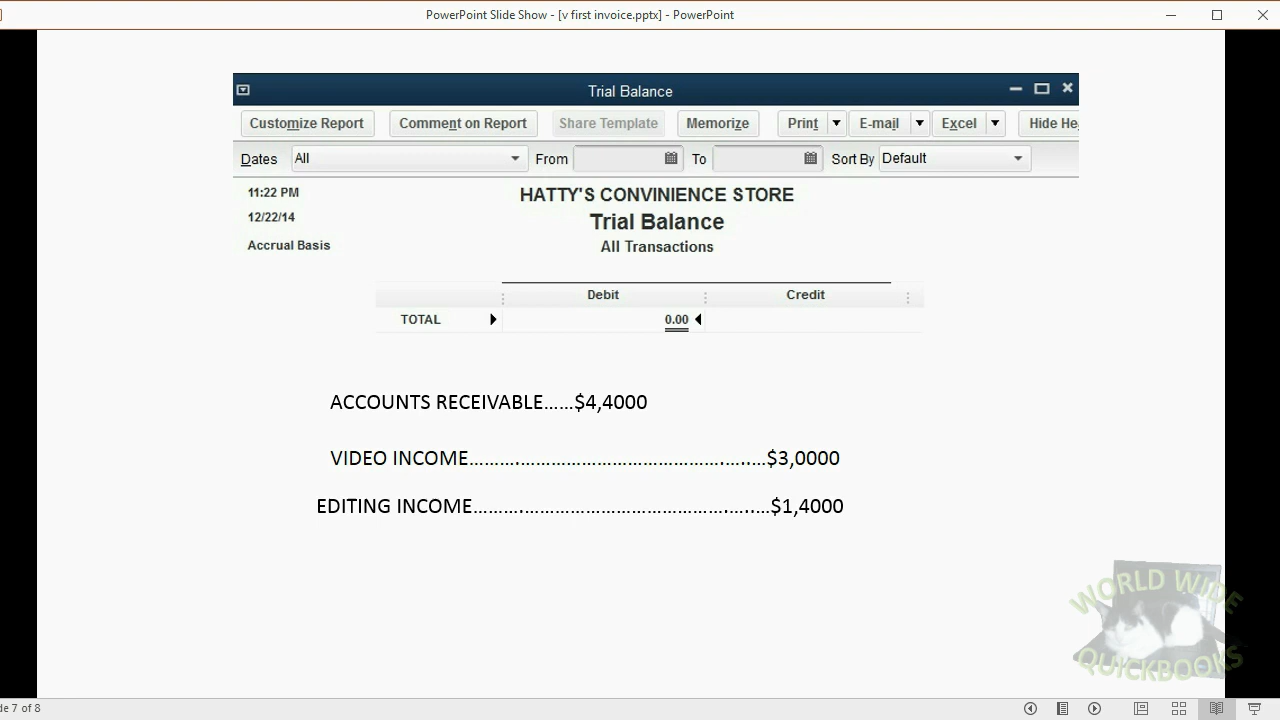 PowerPoint Slide Show - [v first invoice.pptx] - PowerPoint
Trial Balance
Customize Report Comment on Report Share Template Memorize Print E-mail Excel Hide He
Dates All From To Sort By Default
11:22 PM
12/22/14
Accrual Basis
HATTY'S CONVINIENCE STORE
Trial Balance
All Transactions
Debit Credit
TOTAL 0.00
ACCOUNTS RECEIVABLE……$4,4000
VIDEO INCOME……….………………………………….…..…$3,0000
EDITING INCOME……….………………………………….…..…$1,4000
WORLD WIDE
QUICKBOOKS
de 7 of 8